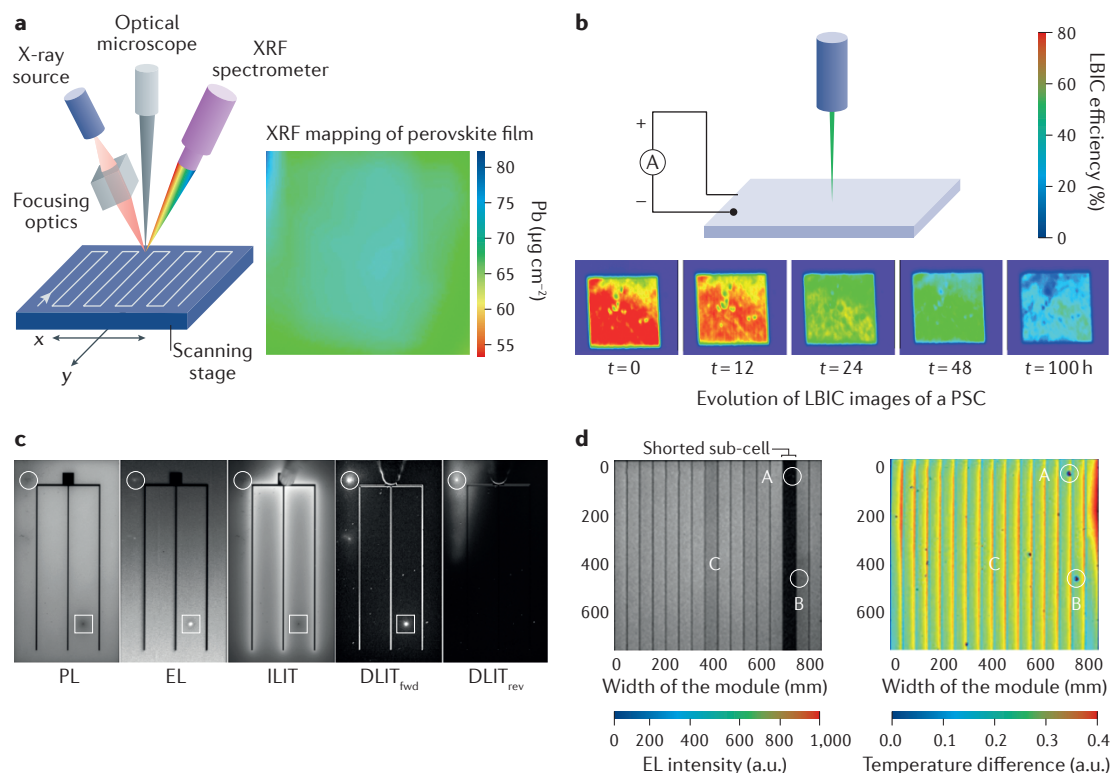 a
Optical
microscope
X-ray
source
XRF
spectrometer
Focusing
optics
x
y
Scanning
stage
XRF mapping of perovskite film
80
75
70
65
60
55
Pb (µg cm⁻²)
b
+
A
−
80
60
40
20
0
LBIC efficiency (%)
t = 0
t = 12
t = 24
t = 48
t = 100 h
Evolution of LBIC images of a PSC
c
PL
EL
ILIT
DLIT_fwd
DLIT_rev
d
Shorted sub-cell
0
200
400
600
A
C
B
0 200 400 600 800
Width of the module (mm)
0 200 400 600 800 1,000
EL intensity (a.u.)
A
C
B
0 200 400 600 800
Width of the module (mm)
0.0 0.1 0.2 0.3 0.4
Temperature difference (a.u.)